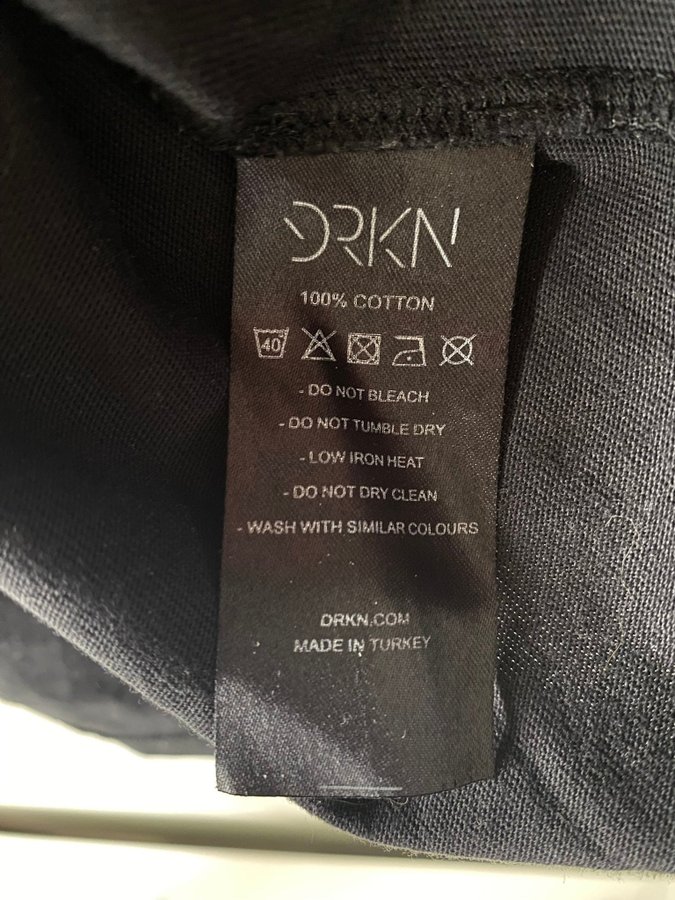 DRKN
100% COTTON
40
- DO NOT BLEACH
- DO NOT TUMBLE DRY
- LOW IRON HEAT
- DO NOT DRY CLEAN
- WASH WITH SIMILAR COLOURS
DRKN.COM
MADE IN TURKEY